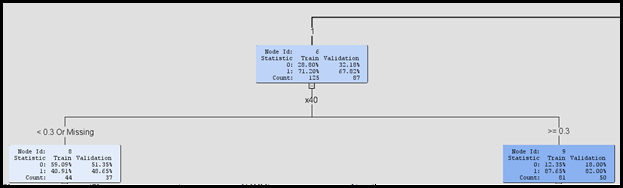 Node Id: 6
Statistic Train Validation
0: 28.80% 32.18%
1: 71.20% 67.82%
Count: 125 87
x40
< 0.3 Or Missing
>= 0.3
Node Id: 8
Statistic Train Validation
0: 59.09% 51.35%
1: 40.91% 48.65%
Count: 44 37
Node Id: 9
Statistic Train Validation
0: 12.35% 18.00%
1: 87.65% 82.00%
Count: 81 50